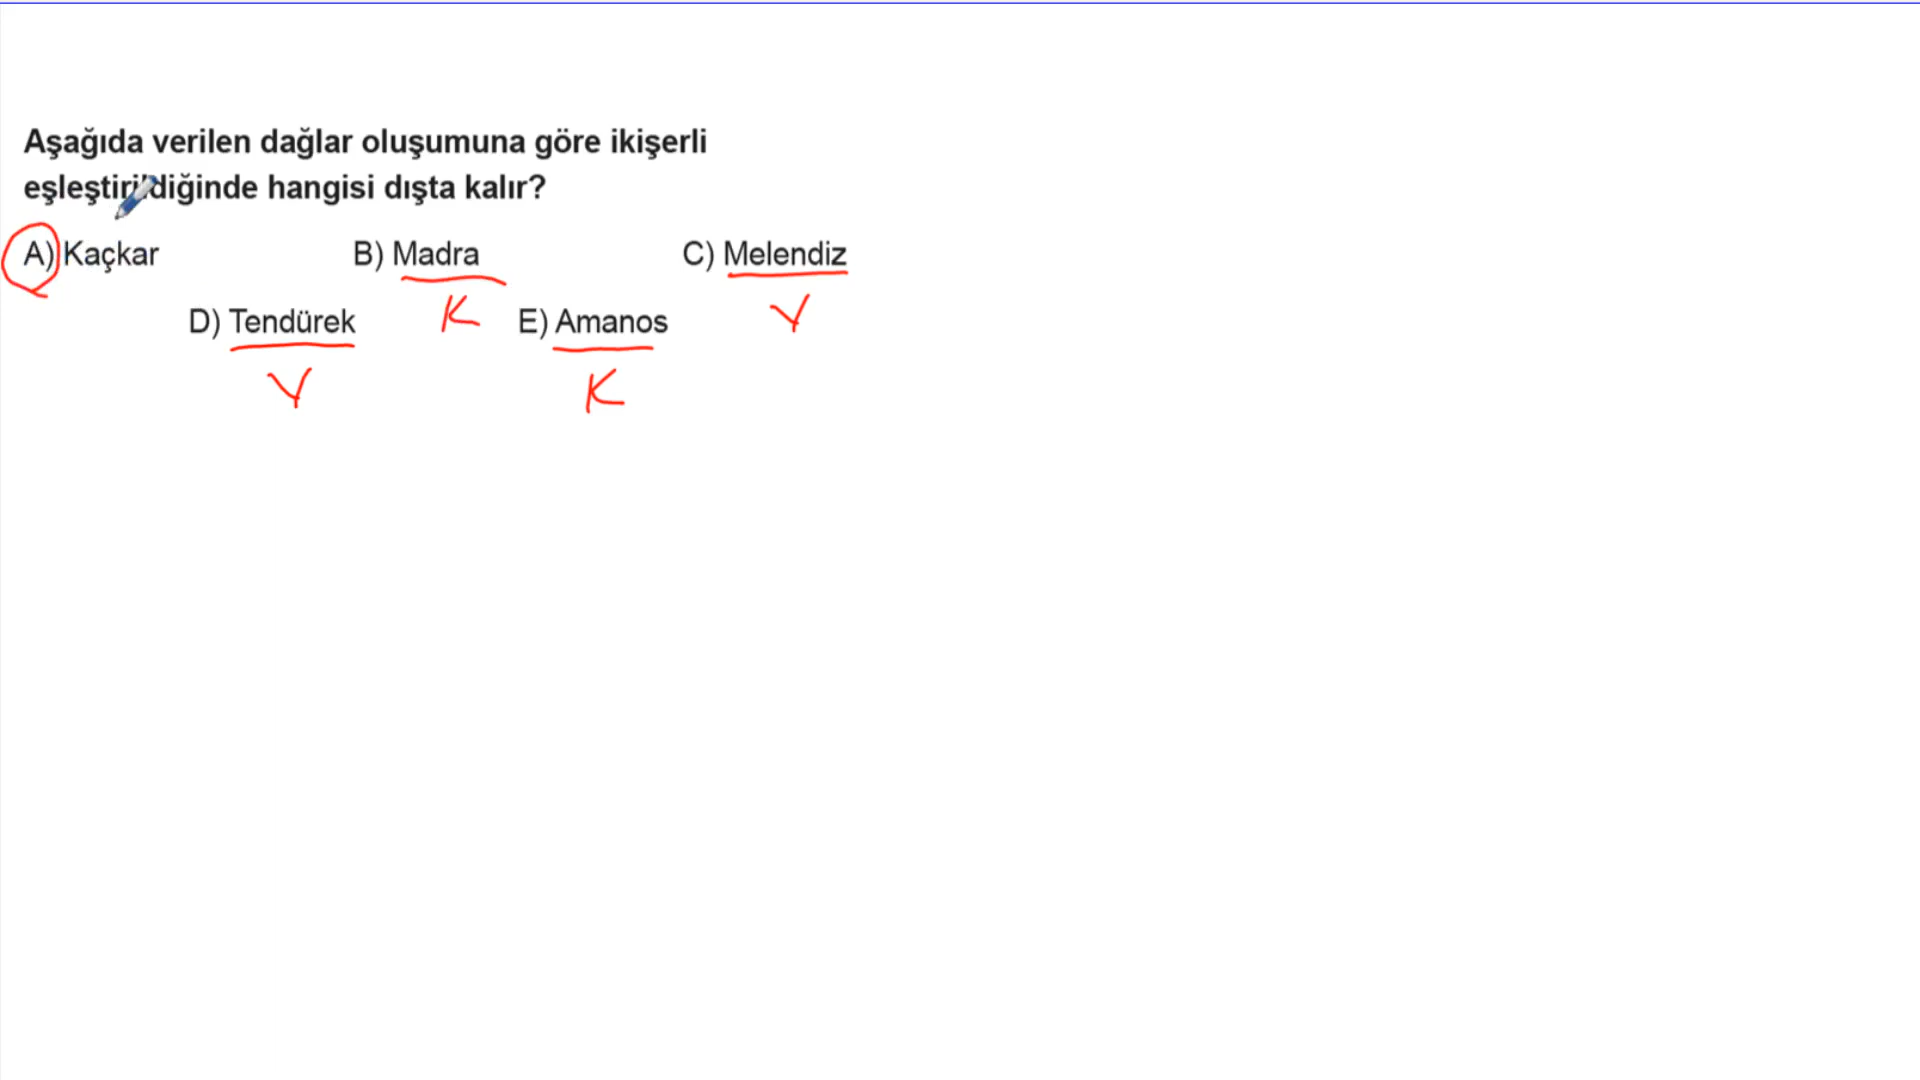 Aşağıda verilen dağlar oluşumuna göre ikişerli
eşleştirildiğinde hangisi dışta kalır?
A) Kaçkar B) Madra C) Melendiz
K V
D) Tendürek E) Amanos
V K